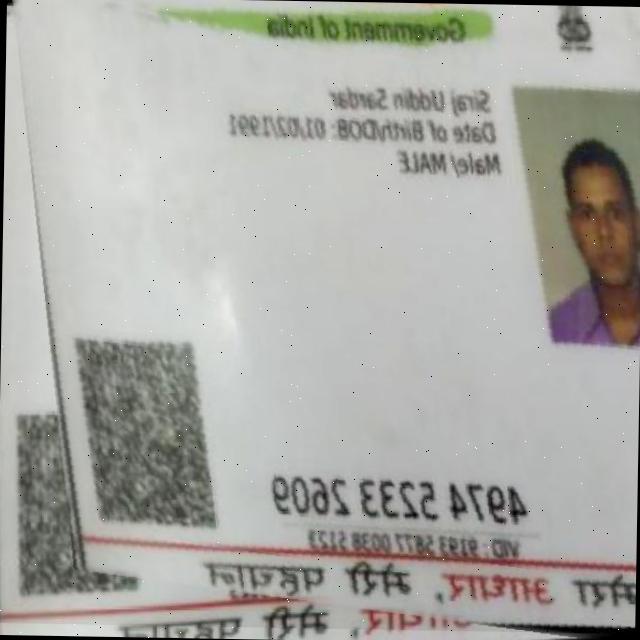 Government of India
Siraj Uddin Sardar
Date of Birth/DOB: 01/02/1991
Male/ MALE
4974 5233 2609
VID: 9193 5877 0038 5123
मेरा आधार, मेरी पहचान
आधार, मेरी पहचान